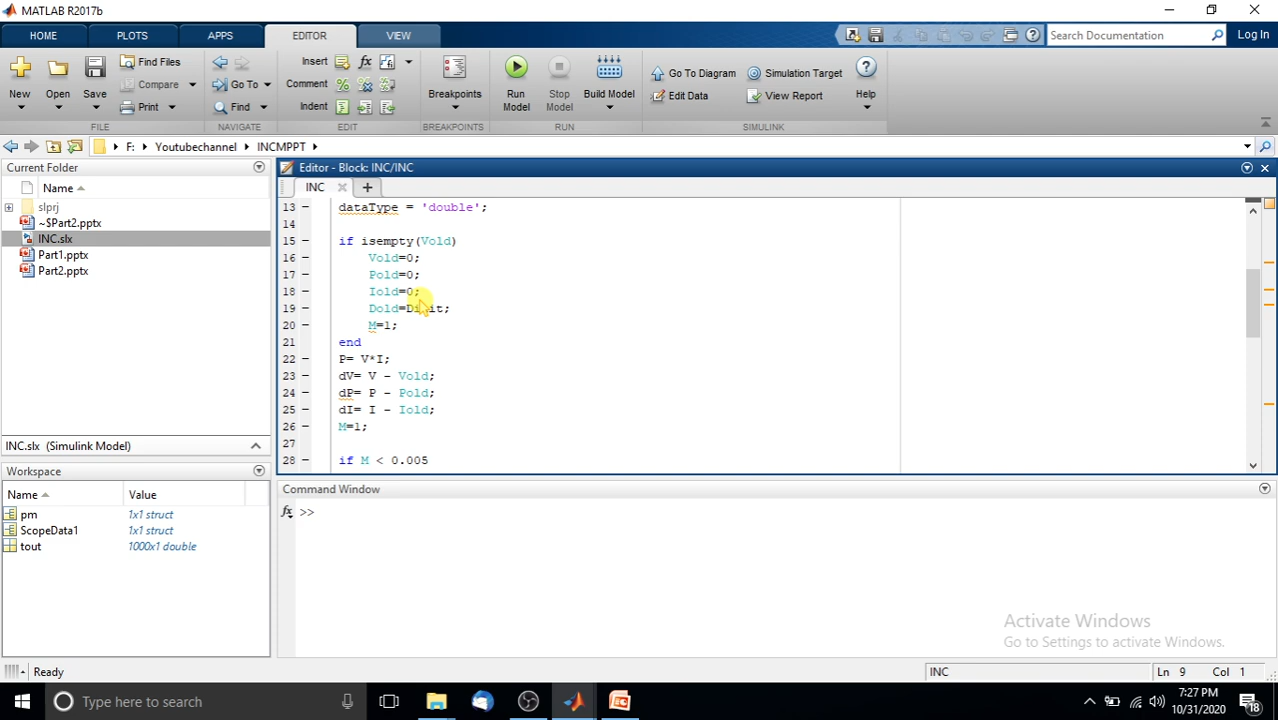 MATLAB R2017b
HOME PLOTS APPS EDITOR VIEW Search Documentation Log In
New Open Save Find Files Compare Print
Go To Find
Insert Comment Indent
Breakpoints
Run Model Stop Model Build Model
Go To Diagram Simulation Target Edit Data View Report Help
FILE NAVIGATE EDIT BREAKPOINTS RUN SIMULINK
F: Youtubechannel INCMPPT
Current Folder
Name
slprj
~$Part2.pptx
INC.slx
Part1.pptx
Part2.pptx
INC.slx (Simulink Model)
Workspace
Name Value
pm 1x1 struct
ScopeData1 1x1 struct
tout 1000x1 double
Editor - Block: INC/INC
INC
13 – dataType = 'double';
14
15 – if isempty(Vold)
16 – Vold=0;
17 – Pold=0;
18 – Iold=0;
19 – Dold=
20 – M=1;
21 – end
22 – P= V*I;
23 – dV= V - Vold;
24 – dP= P - Pold;
25 – dI= I - Iold;
26 – M=1;
27
28 – if M < 0.005
Command Window
fx >>
Activate Windows
Go to Settings to activate Windows.
Ready INC Ln 9 Col 1
Type here to search
7:27 PM
10/31/2020
18